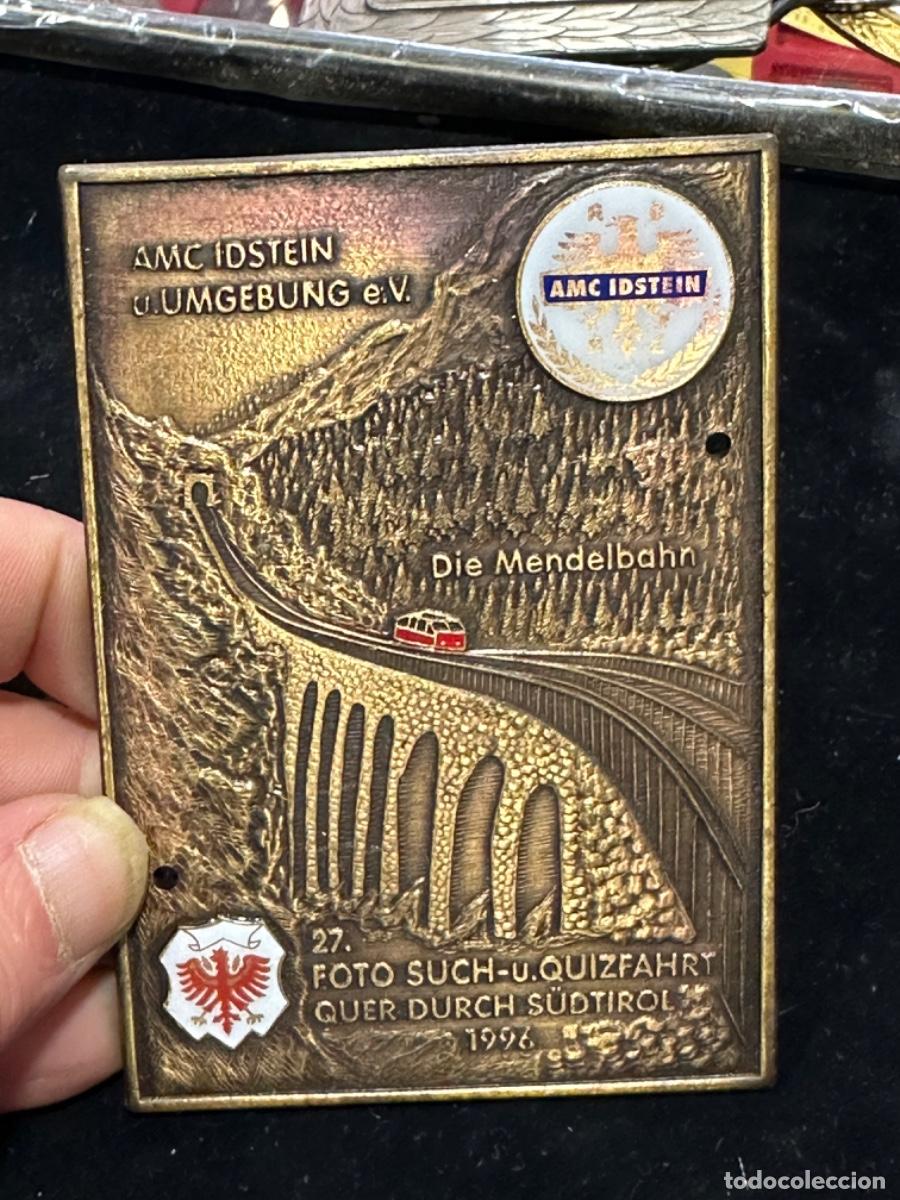 AMC IDSTEIN
u.UMGEBUNG e.V.
AMC IDSTEIN
Die Mendelbahn
27.
FOTO SUCH-u.QUIZFAHRT
QUER DURCH SÜDTIROL
1996
todocoleccion